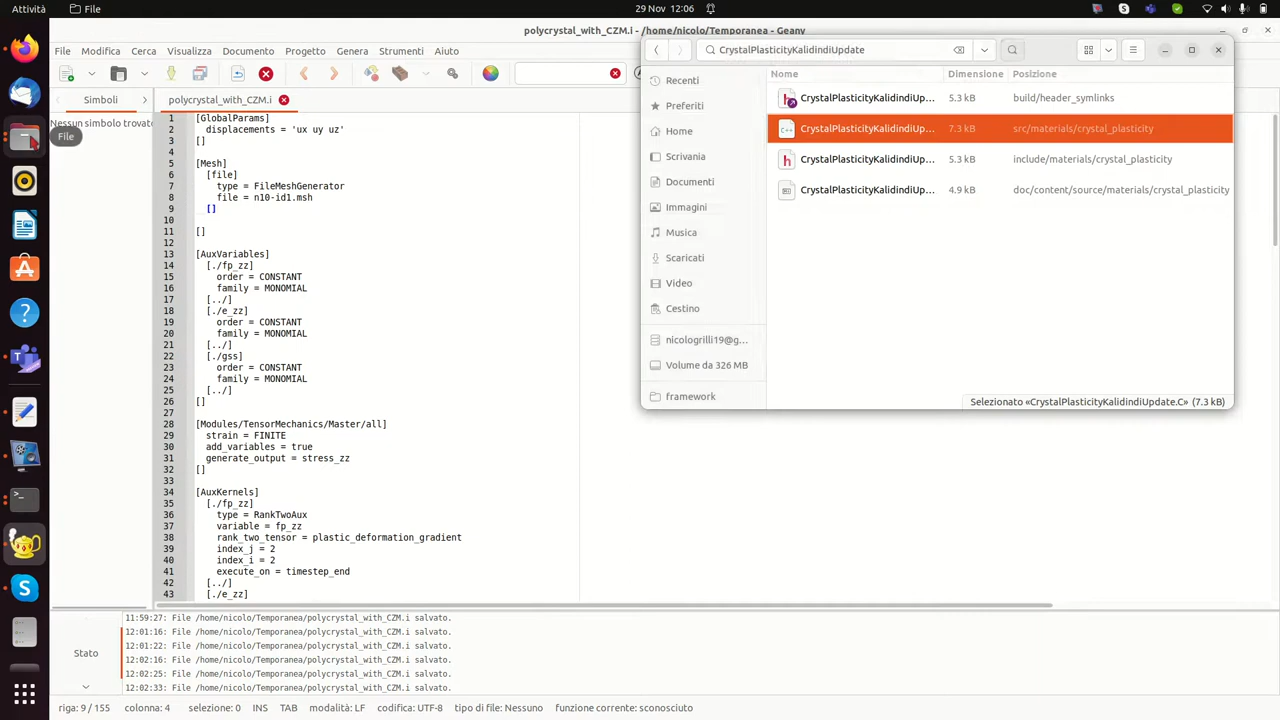 Attività
File
29 Nov 12:06
polycrystal_with_CZM.i - /home/nicolo/Temporanea - Geany
File Modifica Cerca Visualizza Documento Progetto Genera Strumenti Aiuto
Simboli
polycrystal_with_CZM.i
Nessun simbolo trovato
File
1 [GlobalParams]
2 displacements = 'ux uy uz'
3 []
4
5 [Mesh]
6 [file]
7 type = FileMeshGenerator
8 file = n10-id1.msh
9 []
10
11 []
12
13 [AuxVariables]
14 [./fp_zz]
15 order = CONSTANT
16 family = MONOMIAL
17 [../]
18 [./e_zz]
19 order = CONSTANT
20 family = MONOMIAL
21 [../]
22 [./gss]
23 order = CONSTANT
24 family = MONOMIAL
25 [../]
26 []
27
28 [Modules/TensorMechanics/Master/all]
29 strain = FINITE
30 add_variables = true
31 generate_output = stress_zz
32 []
33
34 [AuxKernels]
35 [./fp_zz]
36 type = RankTwoAux
37 variable = fp_zz
38 rank_two_tensor = plastic_deformation_gradient
39 index_j = 2
40 index_i = 2
41 execute_on = timestep_end
42 [../]
43 [./e_zz]
CrystalPlasticityKalidindiUpdate
Recenti
Preferiti
Home
Scrivania
Documenti
Immagini
Musica
Scaricati
Video
Cestino
nicologrilli19@g...
Volume da 326 MB
framework
Nome Dimensione Posizione
CrystalPlasticityKalidindiUp... 5.3 kB build/header_symlinks
CrystalPlasticityKalidindiUp... 7.3 kB src/materials/crystal_plasticity
CrystalPlasticityKalidindiUp... 5.3 kB include/materials/crystal_plasticity
CrystalPlasticityKalidindiUp... 4.9 kB doc/content/source/materials/crystal_plasticity
Selezionato «CrystalPlasticityKalidindiUpdate.C» (7.3 kB)
Stato
11:59:27: File /home/nicolo/Temporanea/polycrystal_with_CZM.i salvato.
12:01:16: File /home/nicolo/Temporanea/polycrystal_with_CZM.i salvato.
12:01:22: File /home/nicolo/Temporanea/polycrystal_with_CZM.i salvato.
12:02:16: File /home/nicolo/Temporanea/polycrystal_with_CZM.i salvato.
12:02:25: File /home/nicolo/Temporanea/polycrystal_with_CZM.i salvato.
12:02:33: File /home/nicolo/Temporanea/polycrystal_with_CZM.i salvato.
riga: 9 / 155 colonna: 4 selezione: 0 INS TAB modalità: LF codifica: UTF-8 tipo di file: Nessuno funzione corrente: sconosciuto